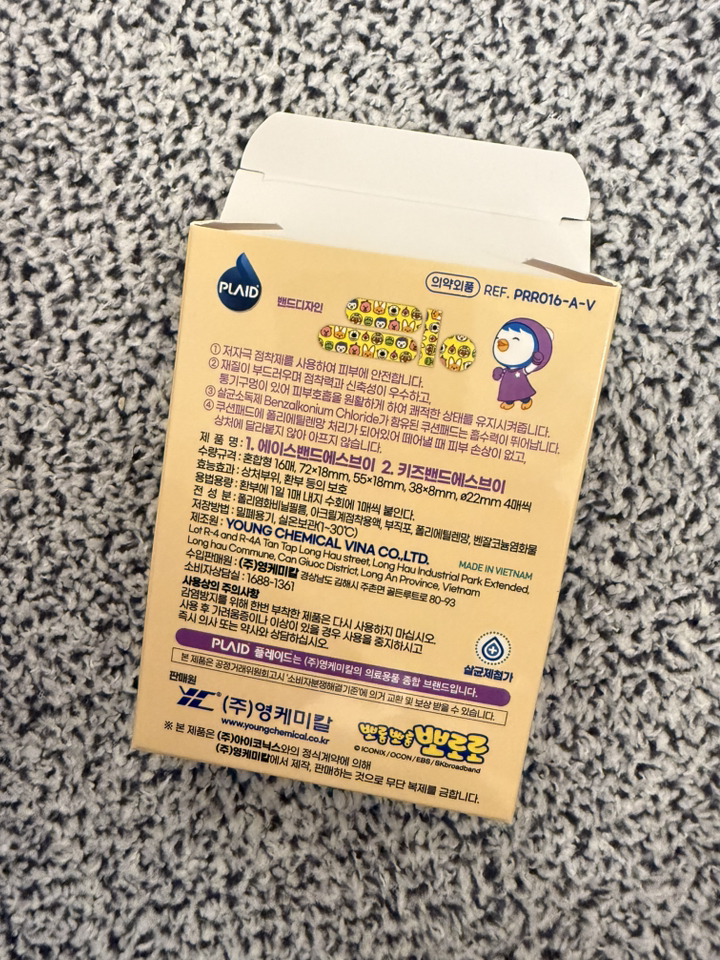 PLAID
의약외품 REF. PRR016-A-V
밴드디자인
① 저자극 점착제를 사용하여 피부에 안전합니다.
② 재질이 부드러우며 점착력과 신축성이 우수하고,
통기구멍이 있어 피부호흡을 원활하게 하여 쾌적한 상태를 유지시켜줍니다.
③ 살균소독제 Benzalkonium Chloride가 함유된 쿠션패드는 흡수력이 뛰어납니다.
④ 쿠션패드에 폴리에틸렌망 처리가 되어있어 떼어낼 때 피부 손상이 없고,
상처에 달라붙지 않아 아프지 않습니다.
제 품 명 : 1. 에이스밴드에스브이 2. 키즈밴드에스브이
수량규격 : 혼합형 16매, 72×18mm, 55×18mm, 38×8mm, ø22mm 4매씩
효능효과 : 상처부위, 환부 등의 보호
용법용량 : 환부에 1일 1매 내지 수회에 1매씩 붙인다.
전 성 분 : 폴리염화비닐필름, 아크릴계점착용액, 부직포, 폴리에틸렌망, 벤잘코늄염화물
저장방법 : 밀폐용기, 실온보관(1~30℃)
제조원 : YOUNG CHEMICAL VINA CO.,LTD.
Lot R-4 and R-4A Tan Tap Long Hau street, Long Hau Industrial Park Extended,
Long hau Commune, Can Giuoc District, Long An Province, Vietnam
MADE IN VIETNAM
수입판매원 : (주)영케미칼 경상남도 김해시 주촌면 골든루트로 80-93
소비자상담실 : 1688-1361
사용상의 주의사항
감염방지를 위해 한번 부착한 제품은 다시 사용하지 마십시오.
사용 후 가려움증이나 이상이 있을 경우 사용을 중지하시고
즉시 의사 또는 약사와 상담하십시오.
살균제첨가
PLAID 플레이드는 (주)영케미칼의 의료용품 종합 브랜드입니다.
본 제품은 공정거래위원회고시 '소비자분쟁해결기준'에 의거 교환 및 보상 받을 수 있습니다.
판매원
YC® (주)영케미칼
www.youngchemical.co.kr
뽀롱뽀롱 뽀로로
© ICONIX / OCON / EBS / SKbroadband
※ 본 제품은 (주)아이코닉스와의 정식계약에 의해
(주)영케미칼에서 제작, 판매하는 것으로 무단 복제를 금합니다.